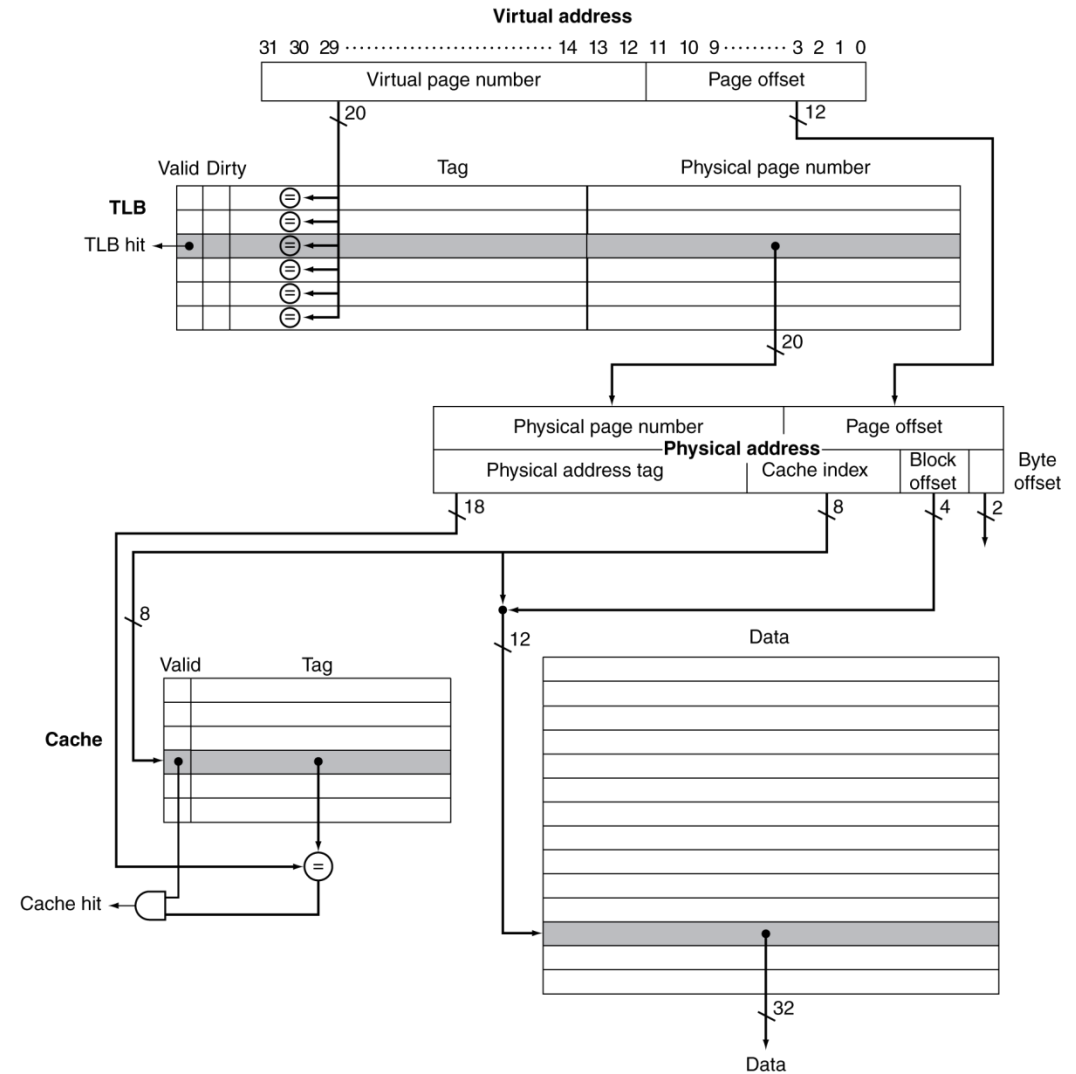 Virtual address
31 30 29 ··························· 14 13 12 11 10 9 ········· 3 2 1 0
Virtual page number Page offset
20 12
Valid Dirty Tag Physical page number
TLB
=
=
TLB hit =
=
=
=
20
Physical page number Page offset
Physical address
Physical address tag Cache index Block offset Byte offset
18 8 4 2
8
12
Data
Valid Tag
Cache
=
Cache hit
32
Data